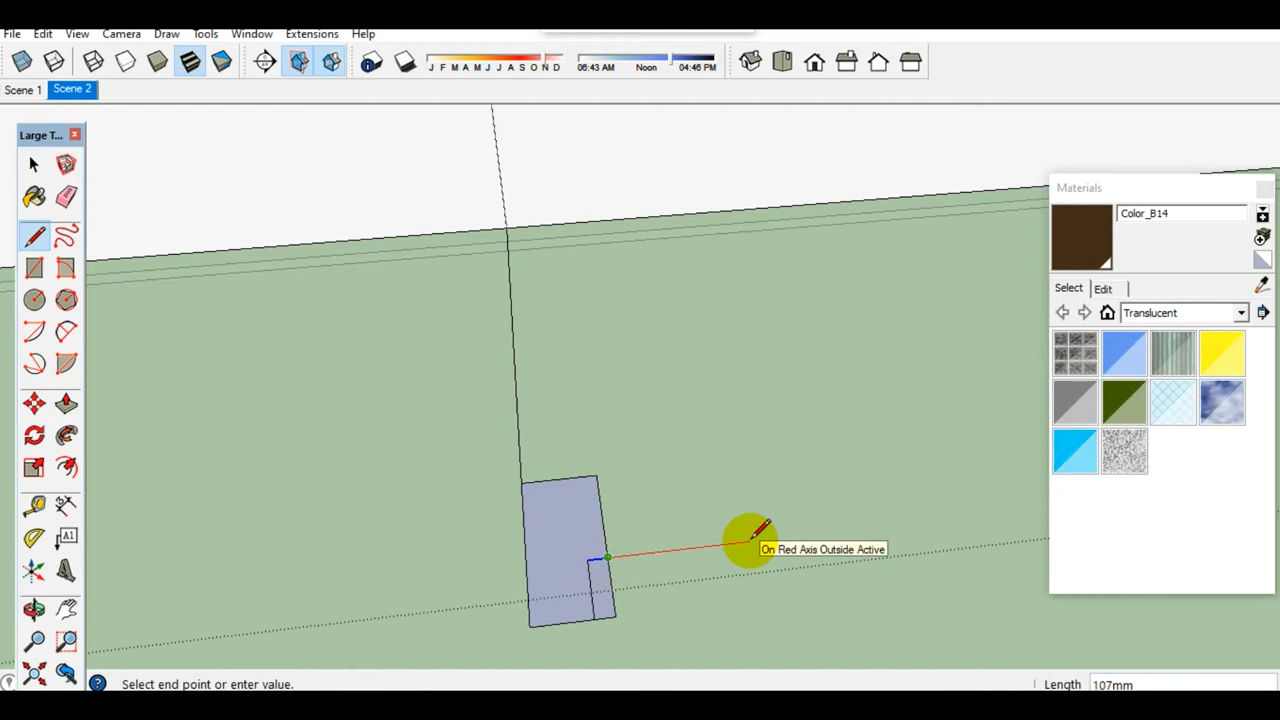 File Edit View Camera Draw Tools Window Extensions Help
J F M A M J J A S O N D
06:43 AM Noon 04:46 PM
Scene 1 Scene 2
Large T...
Materials
Color_B14
Select Edit
Translucent
A1
On Red Axis Outside Active
Select end point or enter value.
Length 107mm